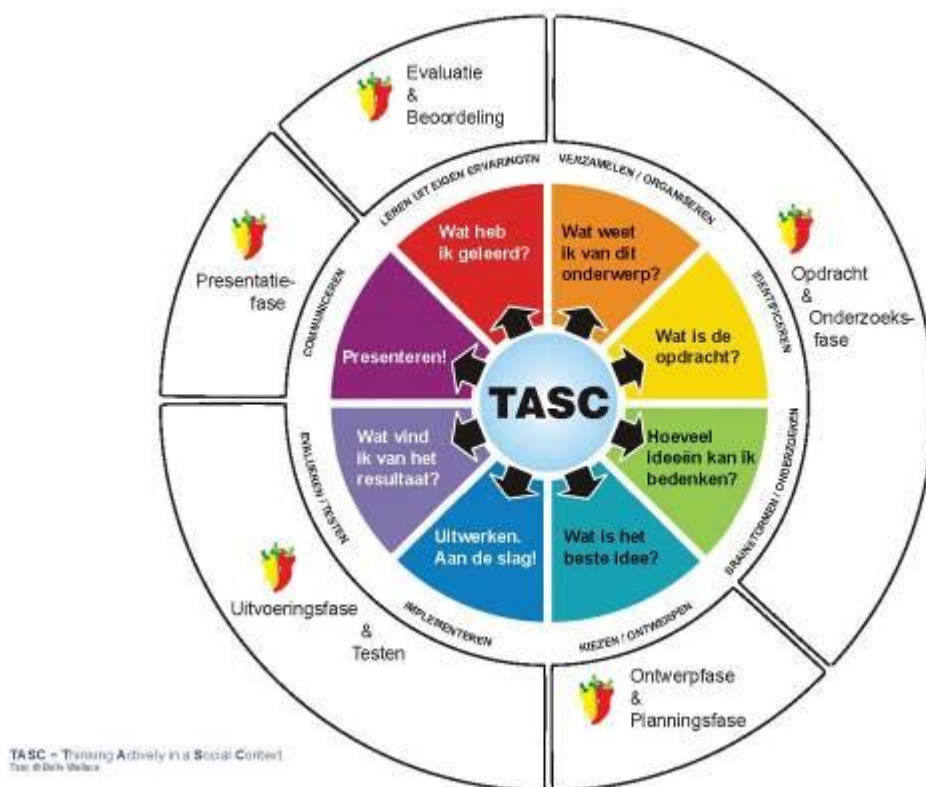 Evaluatie
&
Beoordeling
Opdracht
&
Onderzoeks-
fase
Ontwerpfase
&
Planningsfase
Uitvoeringsfase
&
Testen
Presentatie-
fase
VERZAMELEN / ORGANISEREN
IDENTIFICEREN
BRAINSTORMEN / ONDERZOEKEN
KIEZEN / ONTWERPEN
IMPLEMENTEREN
EVALUEREN / TESTEN
COMMUNICEREN
LEREN UIT EIGEN ERVARINGEN
Wat weet
ik van dit
onderwerp?
Wat is de
opdracht?
Hoeveel
ideeën kan ik
bedenken?
Wat is het
beste idee?
Uitwerken.
Aan de slag!
Wat vind
ik van het
resultaat?
Presenteren!
Wat heb
ik geleerd?
TASC
TASC – Thinking Actively in a Social Context
Tasc © Belle Wallace